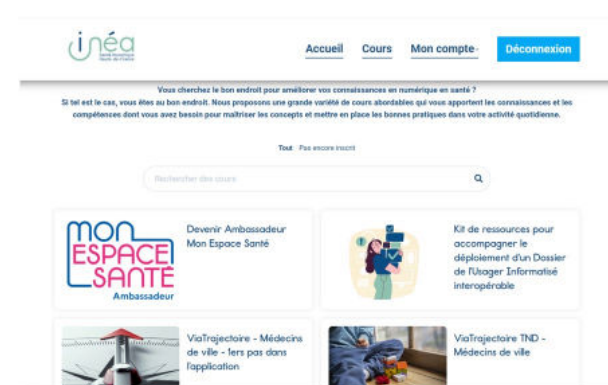 inéa
Accueil Cours Mon compte Déconnexion
Vous cherchez le bon endroit pour améliorer vos connaissances en numérique en santé ?
Si tel est le cas, vous êtes au bon endroit. Nous proposons une grande variété de cours abordables qui vous apportent les connaissances et les
compétences dont vous avez besoin pour maîtriser les concepts et mettre en place les bonnes pratiques dans votre activité quotidienne.
Tout Pas encore inscrit
Rechercher des cours
MON
ESPACE
SANTÉ
Ambassadeur
Devenir Ambassadeur
Mon Espace Santé
Kit de ressources pour
accompagner le
déploiement d'un Dossier
de l'Usager Informatisé
interopérable
ViaTrajectoire - Médecins
de ville - 1ers pas dans
l'application
ViaTrajectoire TND -
Médecins de ville